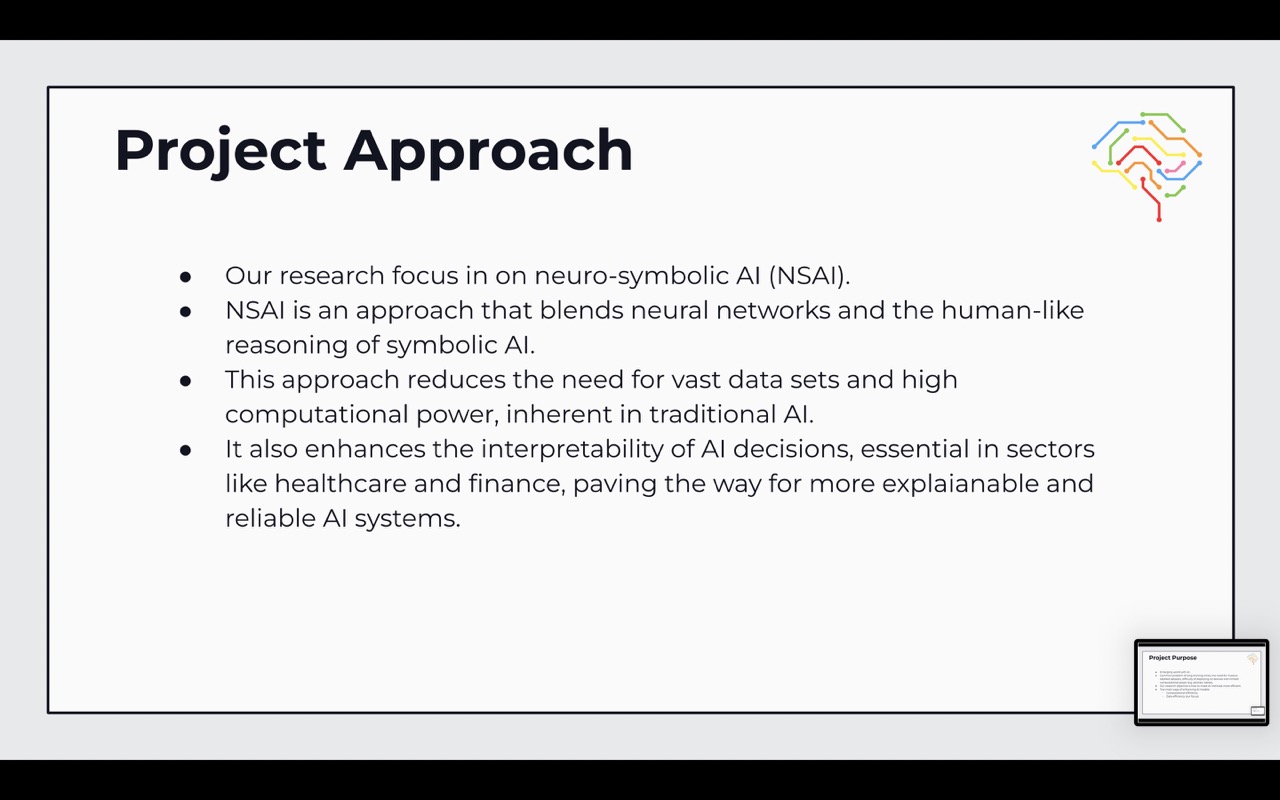 Project Approach
● Our research focus in on neuro-symbolic AI (NSAI).
● NSAI is an approach that blends neural networks and the human-like
reasoning of symbolic AI.
● This approach reduces the need for vast data sets and high
computational power, inherent in traditional AI.
● It also enhances the interpretability of AI decisions, essential in sectors
like healthcare and finance, paving the way for more explaianable and
reliable AI systems.
Project Purpose